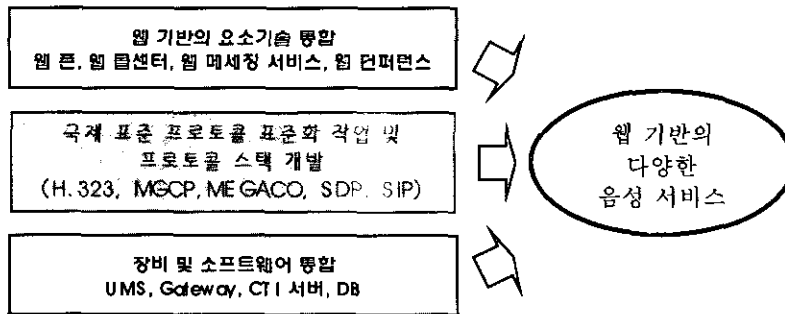 웹 기반의 요소기술 통합
웹 폰, 웹 콜센터, 웹 메세징 서비스, 웹 컨퍼런스
국제 표준 프로토콜 표준화 작업 및
프로토콜 스택 개발
(H.323, MGCP, MEGACO, SDP, SIP)
장비 및 소프트웨어 통합
UMS, Gateway, CTI 서버, DB
웹 기반의
다양한
음성 서비스